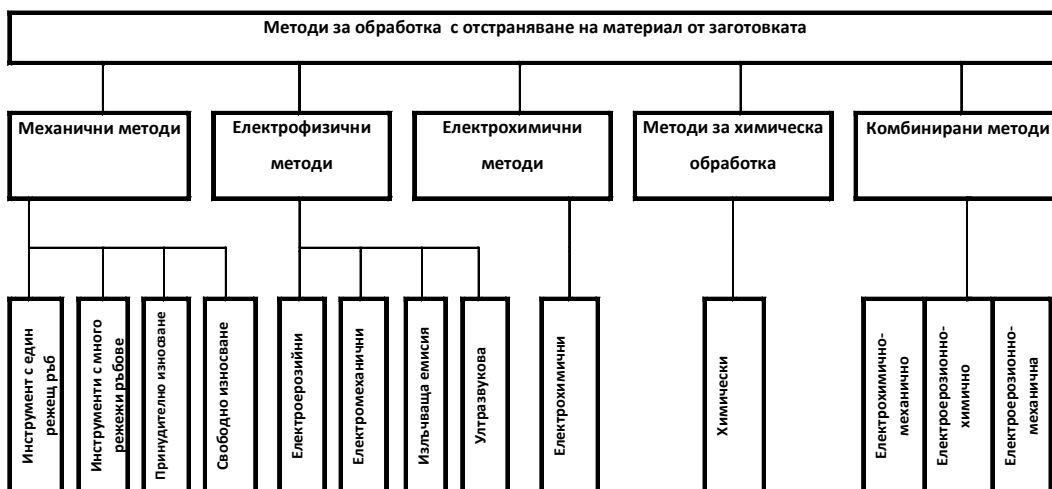 Методи за обработка с отстраняване на материал от заготовката
Механични методи
Електрофизични
методи
Електрохимични
методи
Методи за химическа
обработка
Комбинирани методи
Инструмент с един
режещ ръб
Инструменти с много
режежи ръбове
Принудителню износване
Свободно износване
Електроерозийни
Електромеханични
Излъчваща емисия
Ултразвукова
Електрохимични
Химически
Електрохимично-
механично
Електроерозионно-
химично
Електроерозионно-
механична